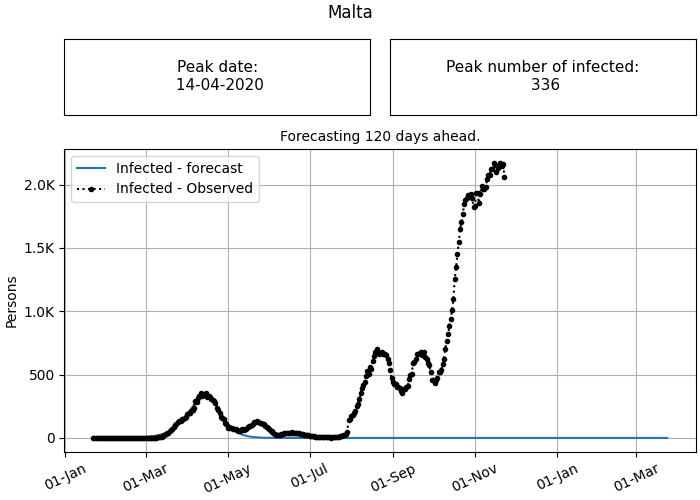 Malta
Peak date:
14-04-2020
Peak number of infected:
336
Forecasting 120 days ahead.
Infected - forecast
Infected - Observed
2.0K
1.5K
1.0K
500
0
Persons
01-Jan
01-Mar
01-May
01-Jul
01-Sep
01-Nov
01-Jan
01-Mar